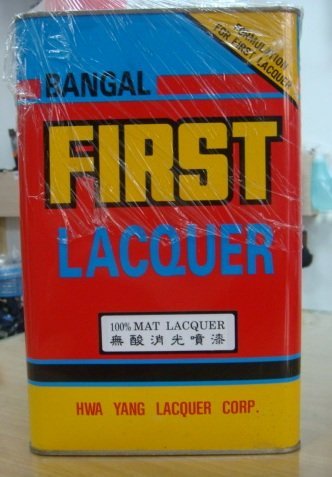 FORMULATION
FOR FIRST LACQUER
BANGAL
FIRST
LACQUER
100% MAT LACQUER
無酸消光噴漆
HWA YANG LACQUER CORP.